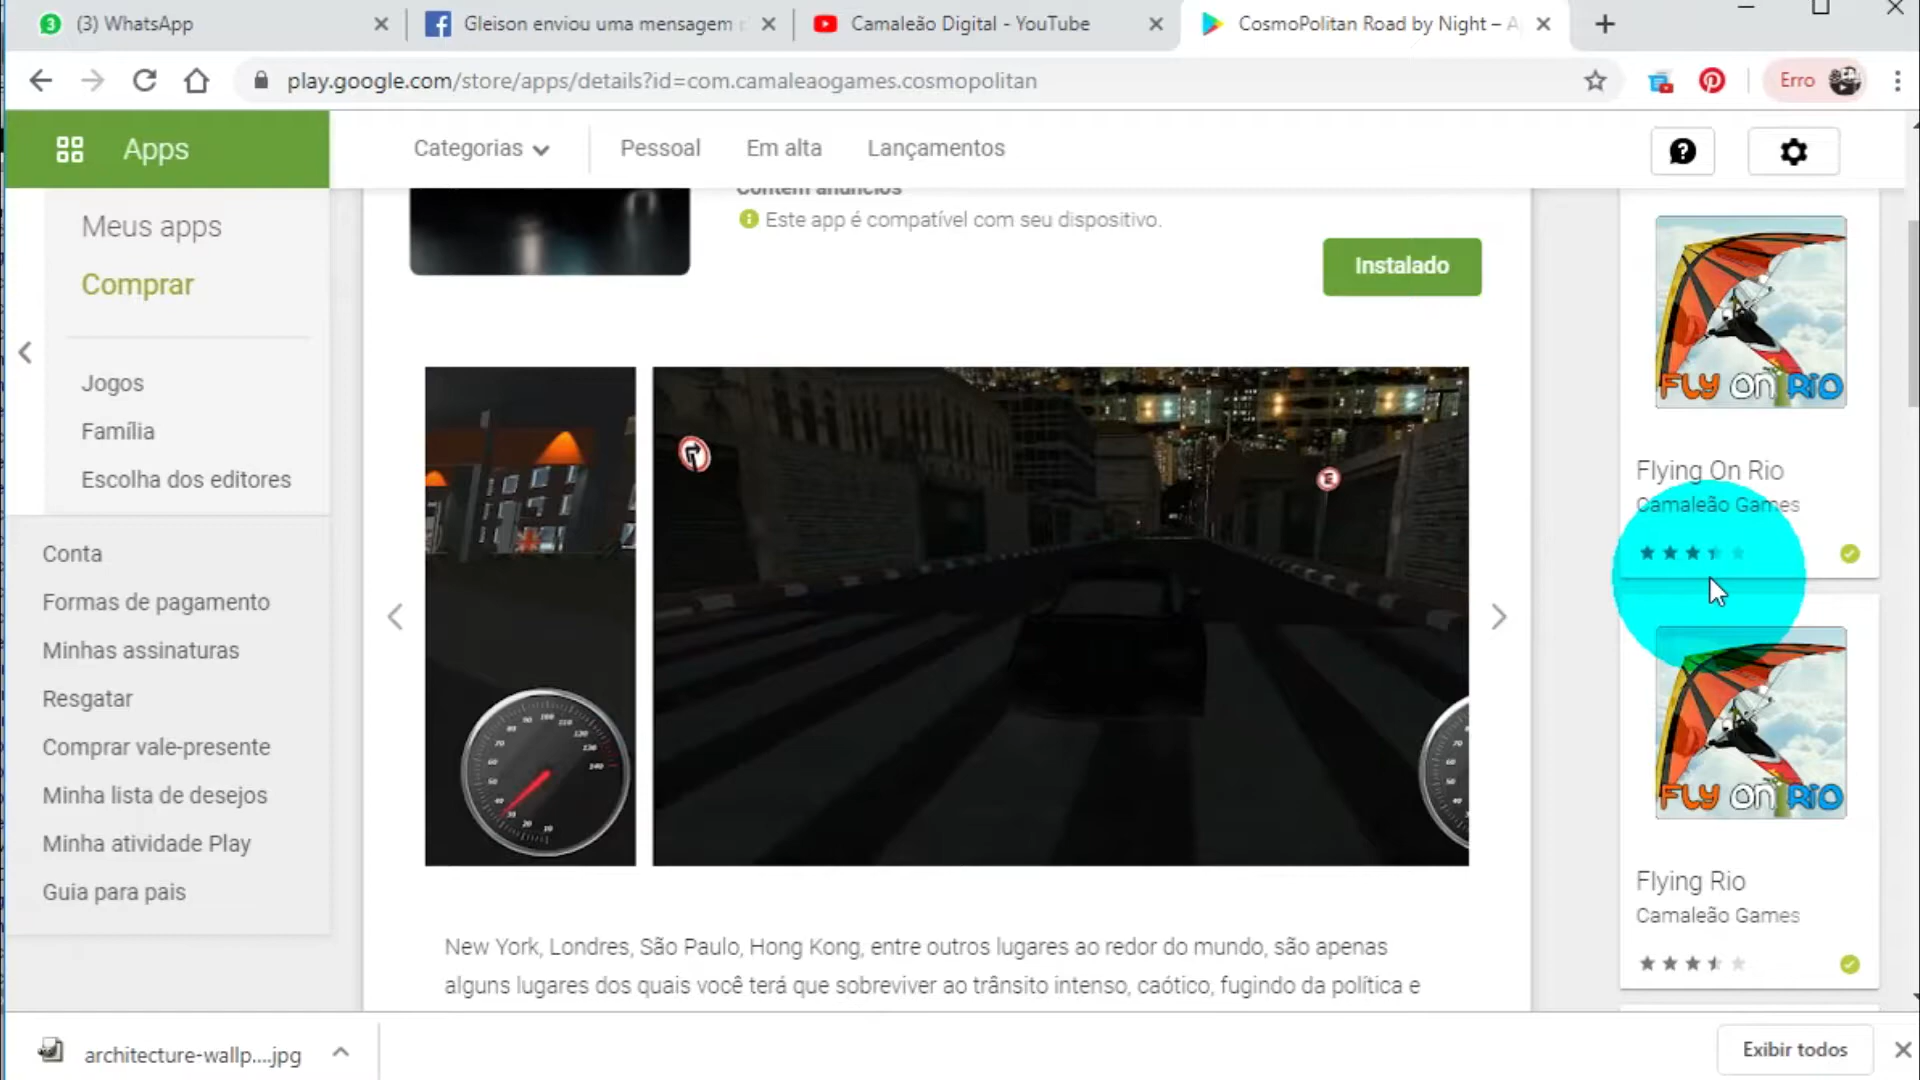 (3) WhatsApp
Gleison enviou uma mensagem
Camaleão Digital - YouTube
CosmoPolitan Road by Night – A
play.google.com/store/apps/details?id=com.camaleaogames.cosmopolitan
Erro
Apps
Categorias
Pessoal
Em alta
Lançamentos
Meus apps
Comprar
Jogos
Família
Escolha dos editores
Conta
Formas de pagamento
Minhas assinaturas
Resgatar
Comprar vale-presente
Minha lista de desejos
Minha atividade Play
Guia para pais
Contém anúncios
Este app é compatível com seu dispositivo.
Instalado
New York, Londres, São Paulo, Hong Kong, entre outros lugares ao redor do mundo, são apenas
alguns lugares dos quais você terá que sobreviver ao trânsito intenso, caótico, fugindo da política e
FLY ON RIO
Flying On Rio
Camaleão Games
FLY ON RIO
Flying Rio
Camaleão Games
architecture-wallp....jpg
Exibir todos